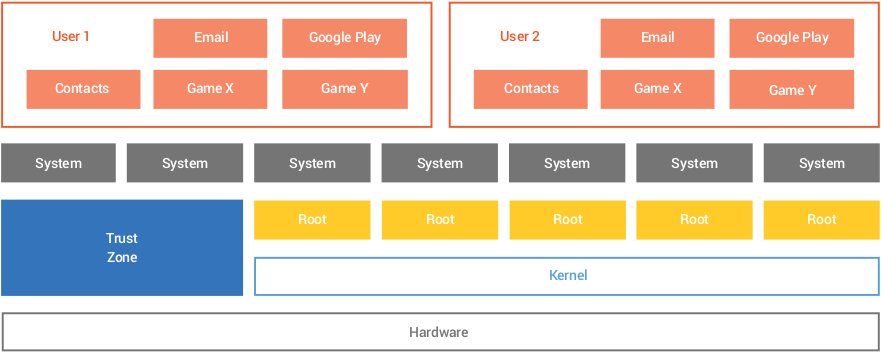 User 1
Email
Google Play
Contacts
Game X
Game Y
User 2
Email
Google Play
Contacts
Game X
Game Y
System
System
System
System
System
System
System
Trust
Zone
Root
Root
Root
Root
Root
Kernel
Hardware